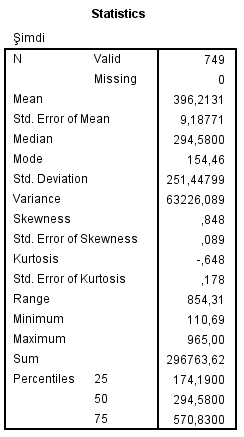 Statistics
Şimdi
N Valid 749
Missing 0
Mean 396,2131
Std. Error of Mean 9,18771
Median 294,5800
Mode 154,46
Std. Deviation 251,44799
Variance 63226,089
Skewness ,848
Std. Error of Skewness ,089
Kurtosis -,648
Std. Error of Kurtosis ,178
Range 854,31
Minimum 110,69
Maximum 965,00
Sum 296763,62
Percentiles 25 174,1900
50 294,5800
75 570,8300